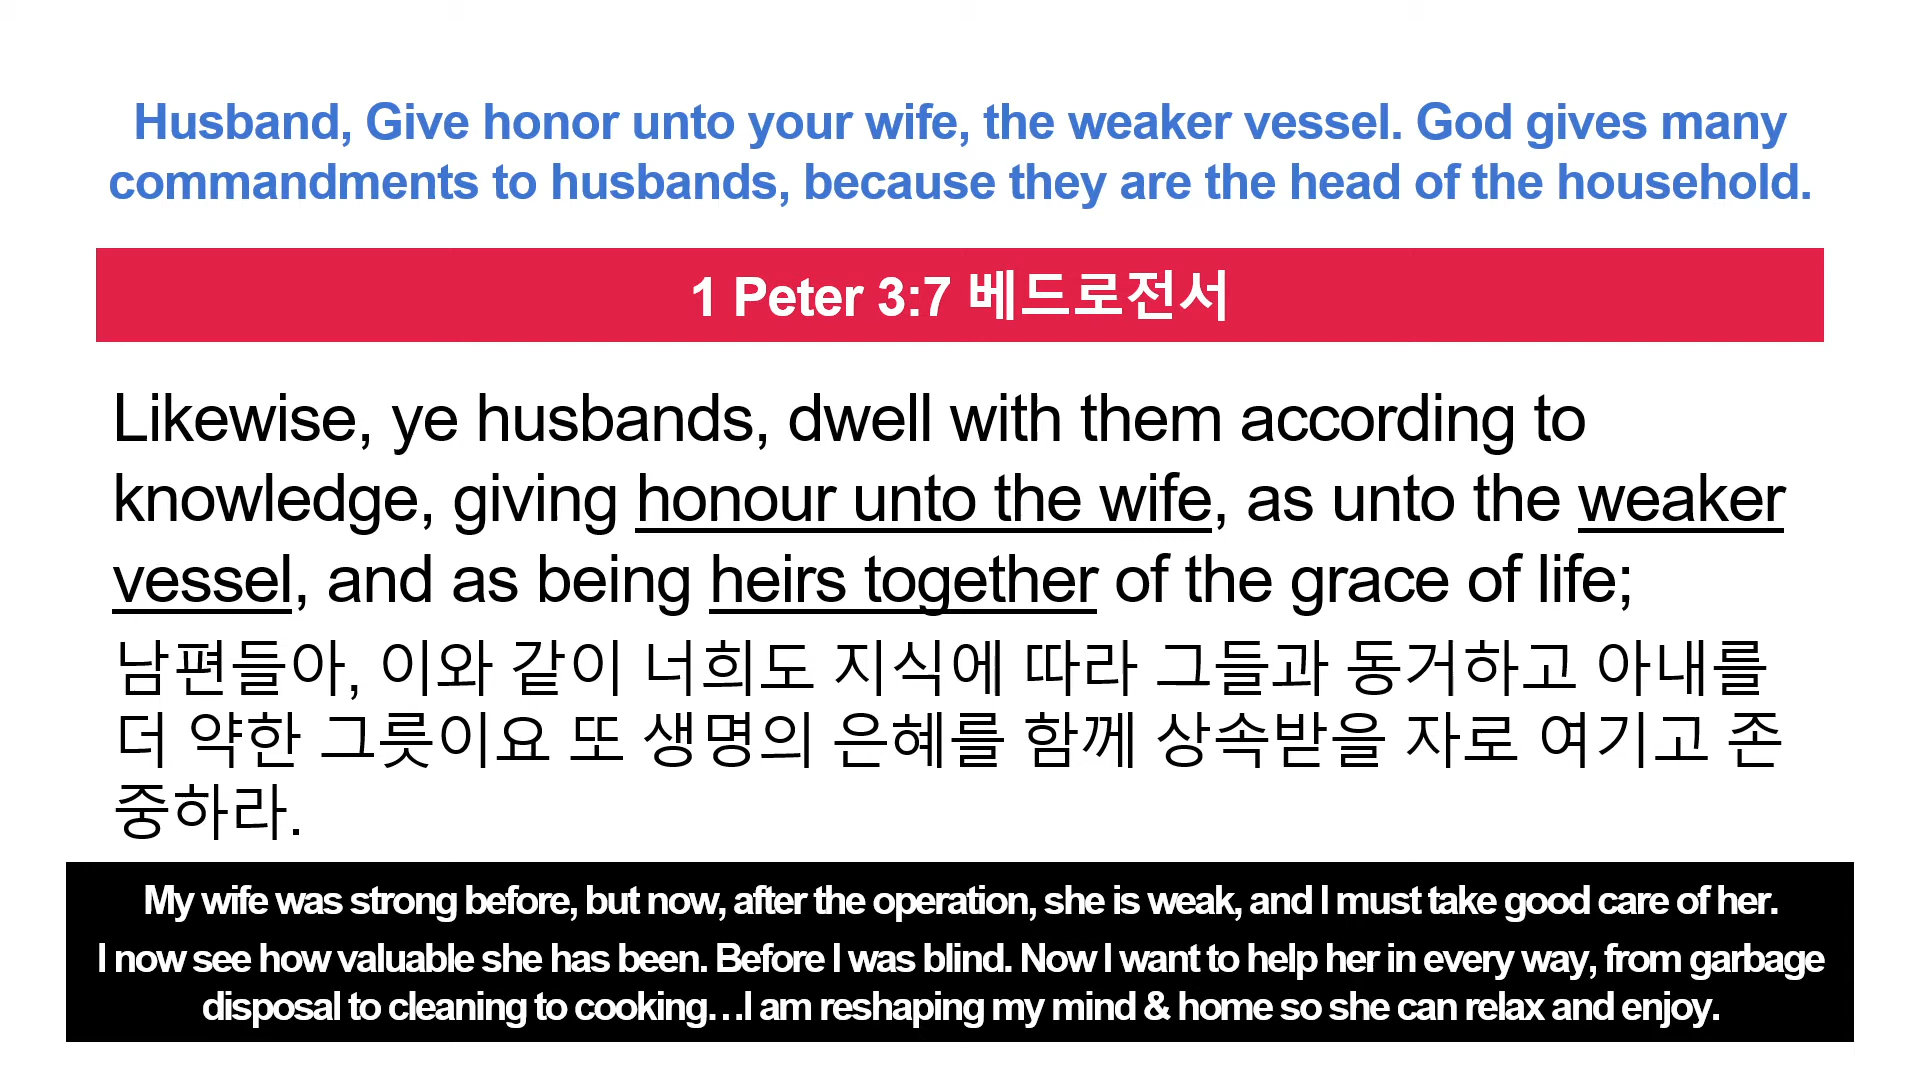 Husband, Give honor unto your wife, the weaker vessel. God gives many
commandments to husbands, because they are the head of the household.
1 Peter 3:7 베드로전서
Likewise, ye husbands, dwell with them according to
knowledge, giving honour unto the wife, as unto the weaker
vessel, and as being heirs together of the grace of life;
남편들아, 이와 같이 너희도 지식에 따라 그들과 동거하고 아내를
더 약한 그릇이요 또 생명의 은혜를 함께 상속받을 자로 여기고 존
중하라.
My wife was strong before, but now, after the operation, she is weak, and I must take good care of her.
I now see how valuable she has been. Before I was blind. Now I want to help her in every way, from garbage
disposal to cleaning to cooking…I am reshaping my mind & home so she can relax and enjoy.